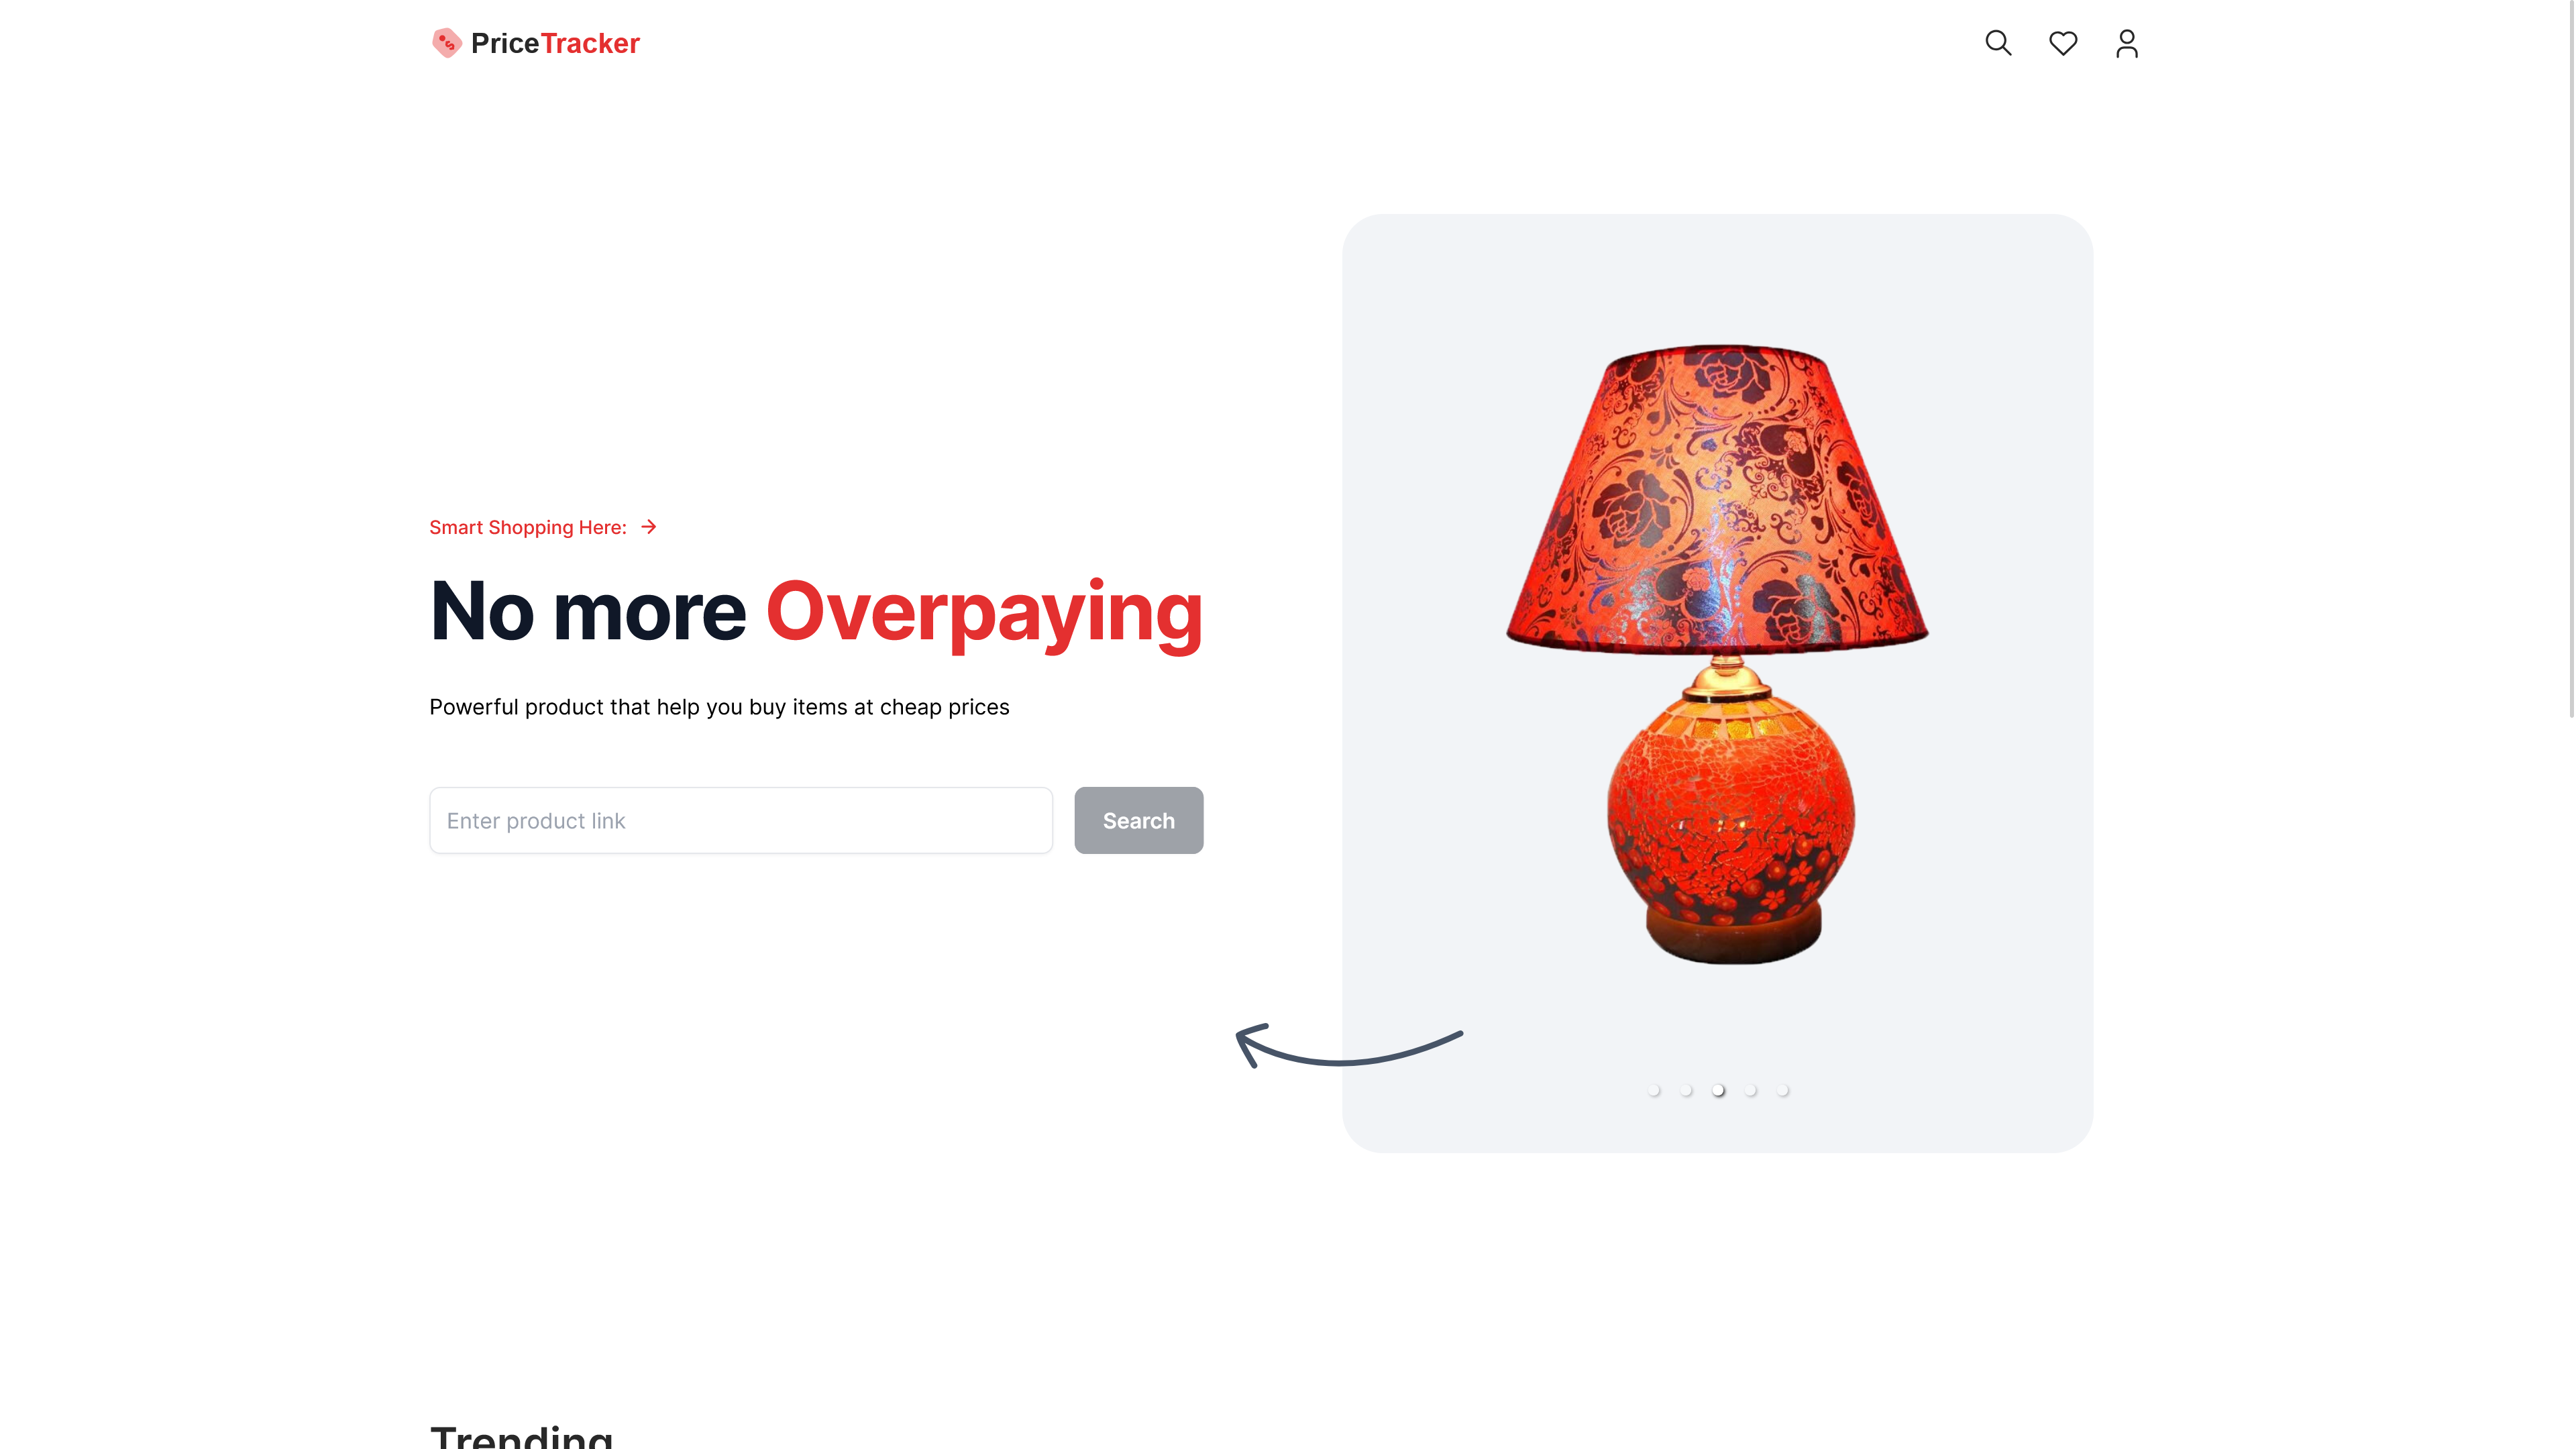 PriceTracker
Smart Shopping Here:
No more Overpaying
Powerful product that help you buy items at cheap prices
Enter product link
Search
Trending